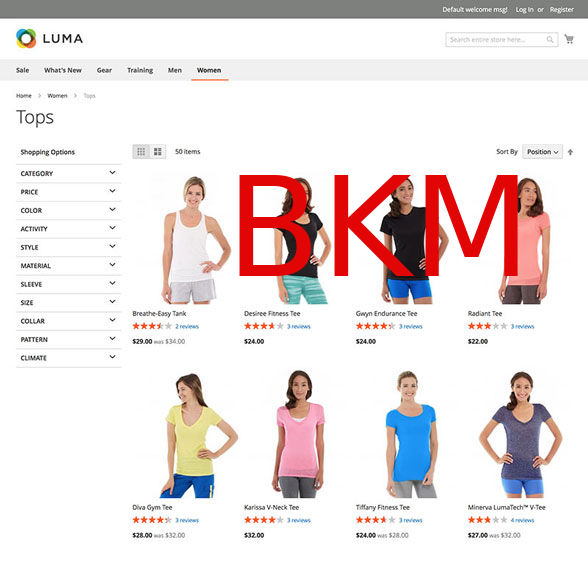 Default welcome msg! Log In or Register
LUMA
Search entire store here...
Sale What's New Gear Training Men Women
Home > Women > Tops
Tops
Shopping Options
50 items
Sort By Position
CATEGORY
PRICE
COLOR
ACTIVITY
STYLE
MATERIAL
SLEEVE
SIZE
COLLAR
PATTERN
CLIMATE
BKM
Breathe-Easy Tank
2 reviews
$29.00 was $34.00
Desiree Fitness Tee
3 reviews
$24.00
Gwyn Endurance Tee
3 reviews
$24.00
Radiant Tee
3 reviews
$22.00
Diva Gym Tee
3 reviews
$28.00 was $32.00
Karissa V-Neck Tee
3 reviews
$32.00
Tiffany Fitness Tee
3 reviews
$24.00 was $28.00
Minerva LumaTech™ V-Tee
4 reviews
$27.00 was $32.00